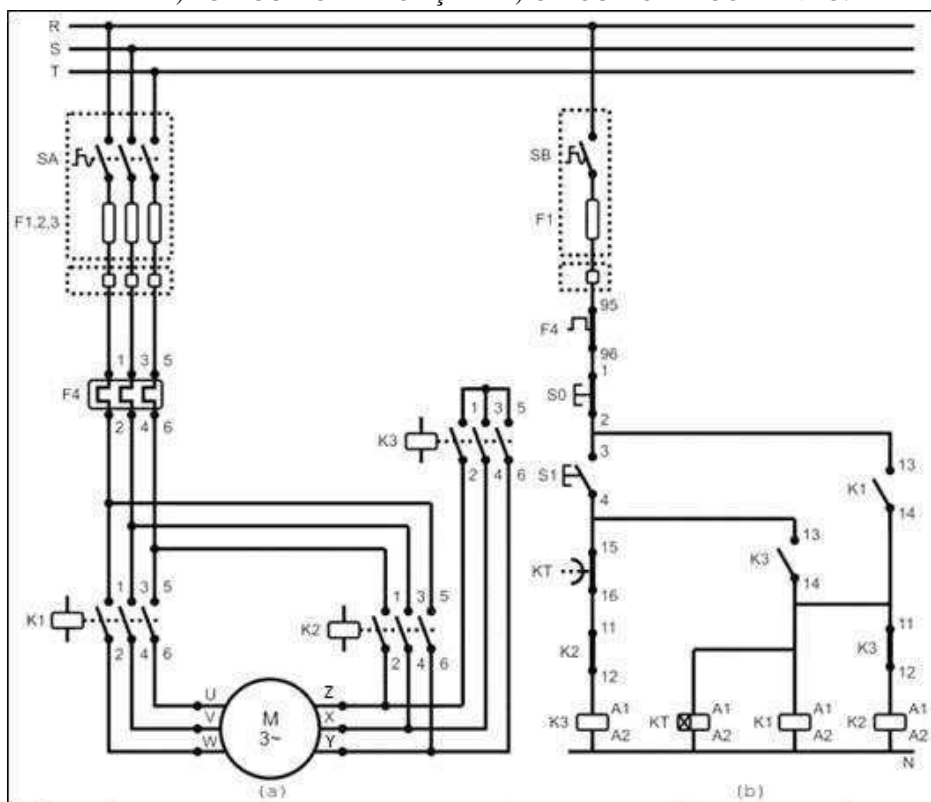 R
S
T
SA
F1,2,3
1 3 5
F4
2 4 6
K3
1 3 5
2 4 6
K1
1 3 5
2 4 6
K2
1 3 5
2 4 6
U
V
W
M
3~
Z
X
Y
(a)
SB
F1
95
F4
96
1
S0
2
3
S1
4
13
K1
14
15
KT
16
13
K3
14
11
K2
12
11
K3
12
K3
A1
A2
KT
A1
A2
K1
A1
A2
K2
A1
A2
N
(b)